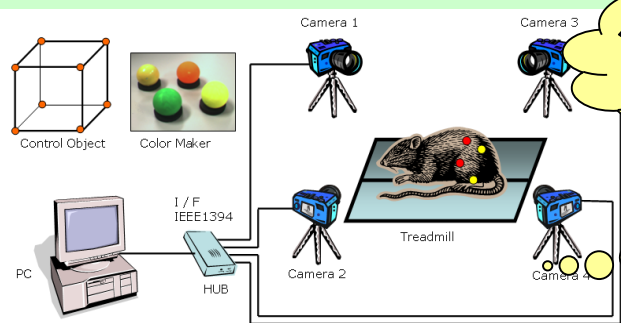 Camera 1
Camera 3
Control Object
Color Maker
I / F
IEEE1394
Treadmill
PC
HUB
Camera 2
Camera 4